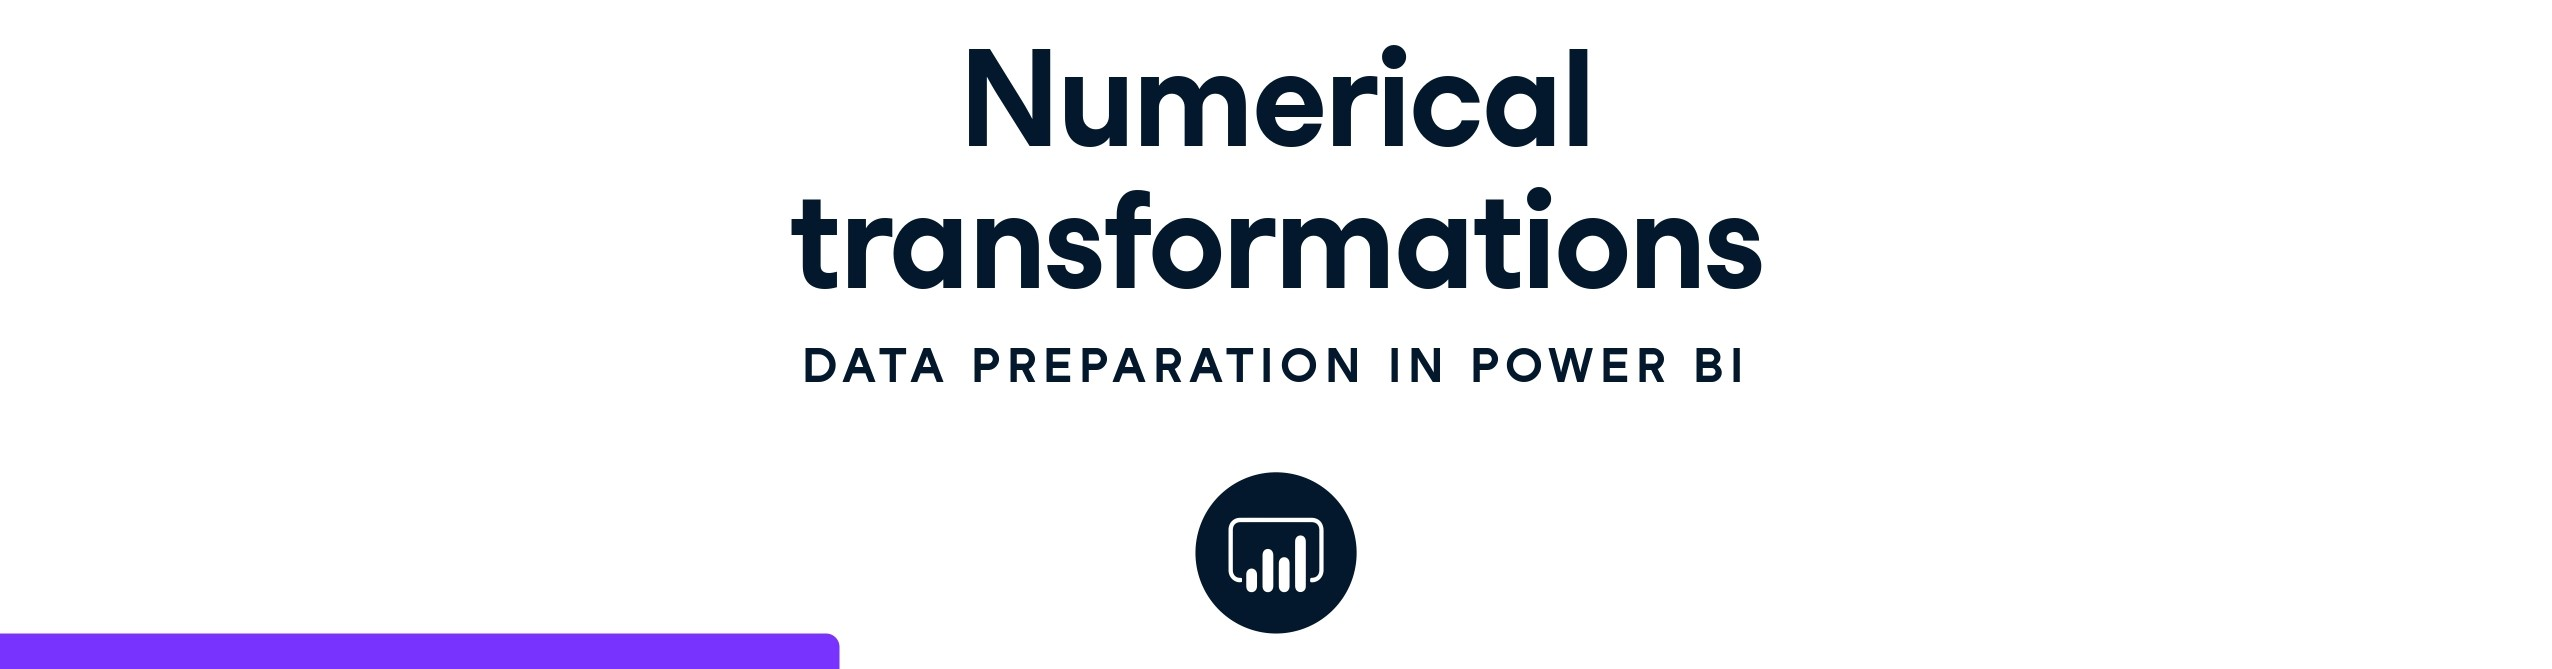 Numerical
transformations
DATA PREPARATION IN POWER BI